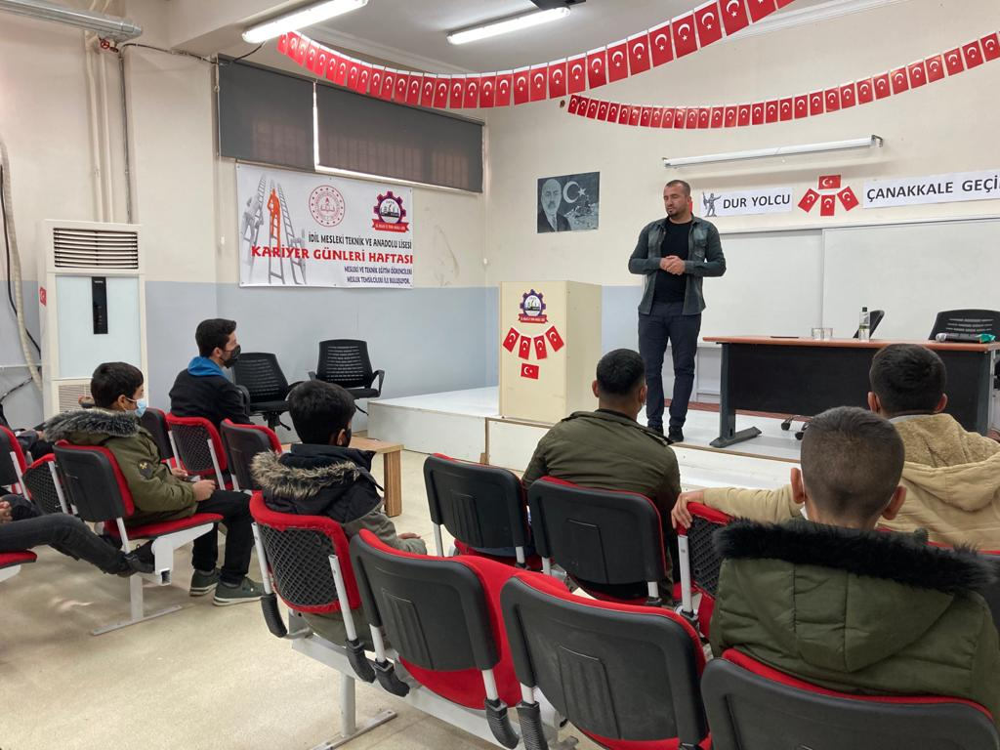 İDİL MESLEKİ TEKNİK VE ANADOLU LİSESİ
KARİYER GÜNLERİ HAFTASI
MESLEKİ VE TEKNİK EĞİTİM ÖĞRENCİLERİ
MESLEK TEMSİLCİLERİ İLE BULUŞUYOR.
DUR YOLCU
ÇANAKKALE GEÇİ